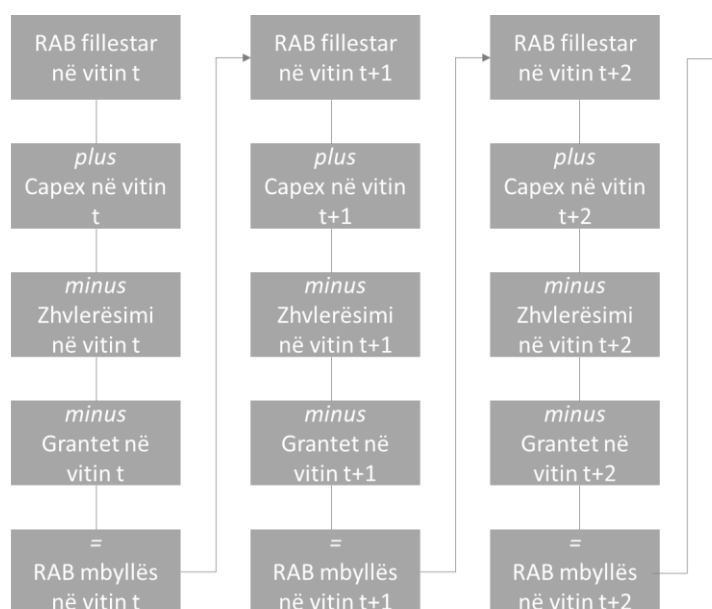 RAB fillestar
në vitin t
plus
Capex në vitin
t
minus
Zhvlerësimi
në vitin t
minus
Grantet në
vitin t
=
RAB mbyllës
në vitin t
RAB fillestar
në vitin t+1
plus
Capex në vitin
t+1
minus
Zhvlerësimi
në vitin t+1
minus
Grantet në
vitin t+1
=
RAB mbyllës
në vitin t+1
RAB fillestar
në vitin t+2
plus
Capex në vitin
t+2
minus
Zhvlerësimi
në vitin t+2
minus
Grantet në
vitin t+2
=
RAB mbyllës
në vitin t+2